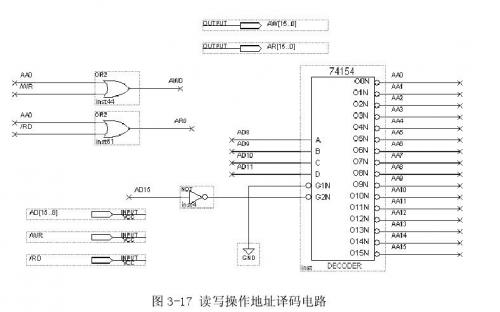 OUTPUT AW[15..0]
OUTPUT AR[15..0]
74154
OR2
AA0
/WR
AW0
inst44
OR2
AA0
/RD
AR0
inst61
AD8 A
AD9 B
AD10 C
AD11 D
G1N
G2N
AD15 NOT
GND
O0N AA0
O1N AA1
O2N AA2
O3N AA3
O4N AA4
O5N AA5
O6N AA6
O7N AA7
O8N AA8
O9N AA9
O10N AA10
O11N AA11
O12N AA12
O13N AA13
O14N AA14
O15N AA15
inst
DECODER
AD[15..8] INPUT
VCC
/WR INPUT
VCC
/RD INPUT
VCC
图 3-17 读写操作地址译码电路